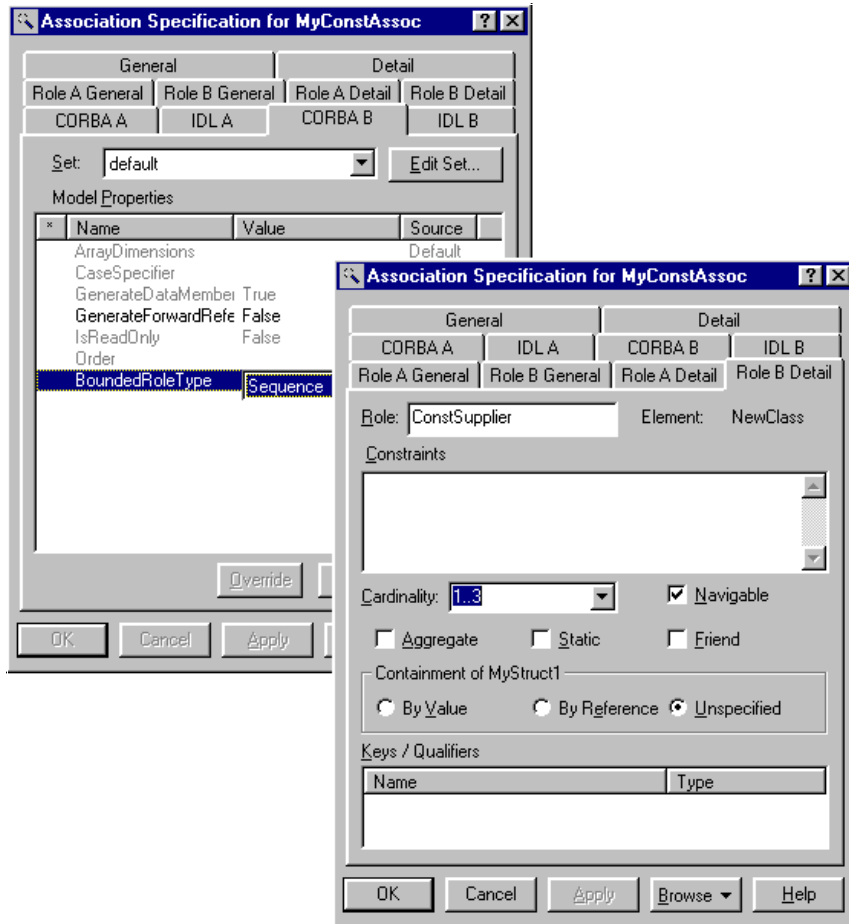 Association Specification for MyConstAssoc
General Detail
Role A General Role B General Role A Detail Role B Detail
CORBA A IDL A CORBA B IDL B
Set: default Edit Set...
Model Properties
* Name Value Source
ArrayDimensions Default
CaseSpecifier
GenerateDataMember True
GenerateForwardRefe False
IsReadOnly False
Order
BoundedRoleType Sequence
Override
OK Cancel Apply
Association Specification for MyConstAssoc
General Detail
CORBA A IDL A CORBA B IDL B
Role A General Role B General Role A Detail Role B Detail
Role: ConstSupplier Element: NewClass
Constraints
Cardinality: 1..3 Navigable
Aggregate Static Friend
Containment of MyStruct1
By Value By Reference Unspecified
Keys / Qualifiers
Name Type
OK Cancel Apply Browse Help